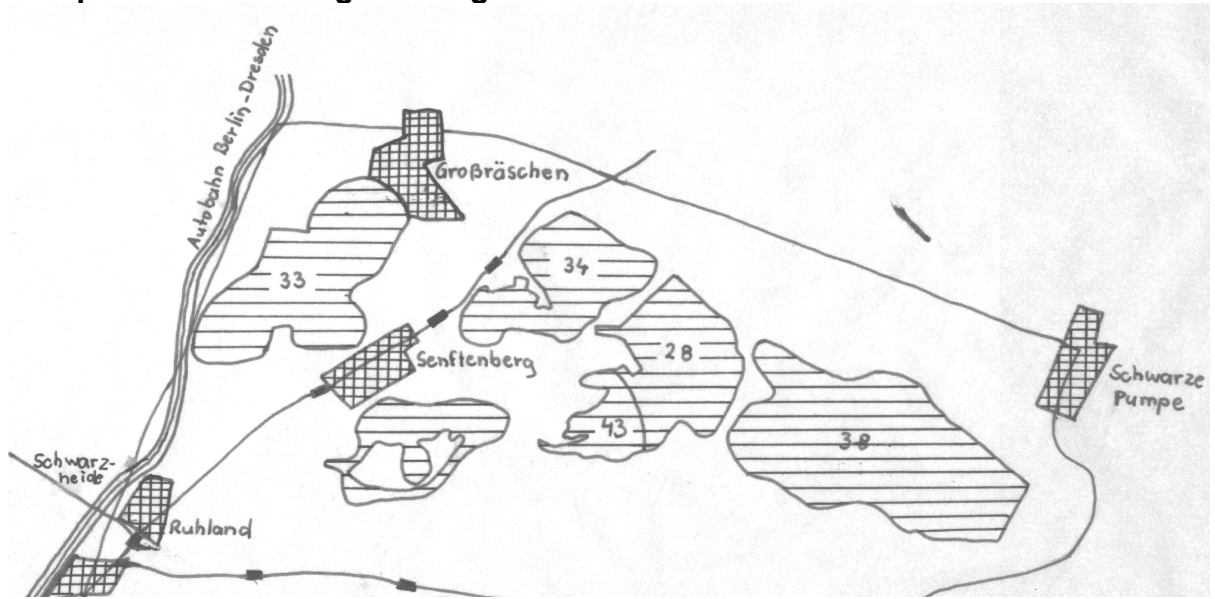 Autobahn Berlin-Dresden
Großräschen
33
34
Senftenberg
28
Schwarze
Pumpe
43
38
Schwarz-
heide
Ruhland